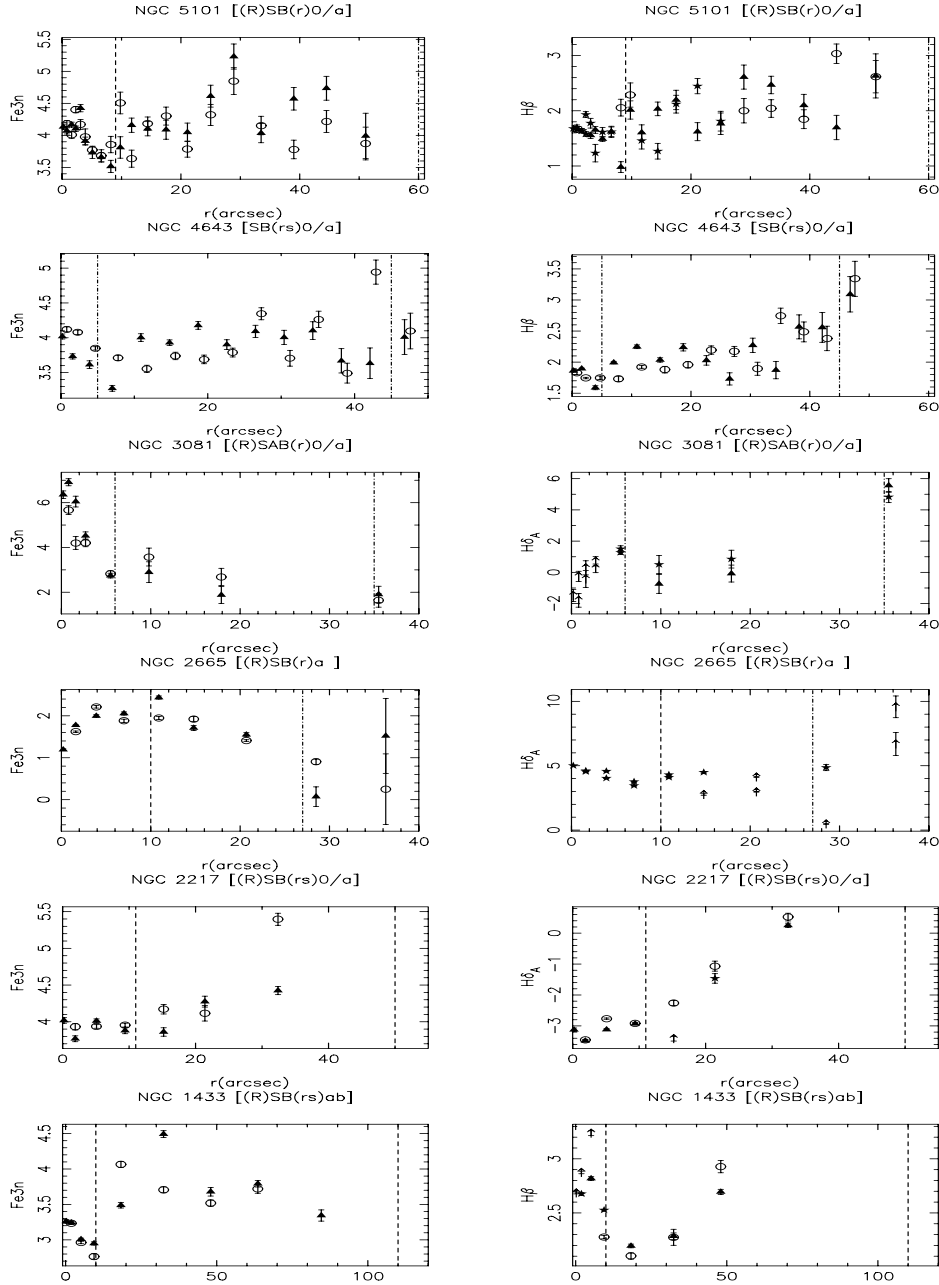 NGC 5101 [(R)SB(r)0/a] NGC 5101 [(R)SB(r)0/a]
Fe3n
3.5 4 4.5 5 5.5
0 20 40 60
r(arcsec)
Hβ
1 2 3
0 20 40 60
r(arcsec)
NGC 4643 [SB(rs)0/a] NGC 4643 [SB(rs)0/a]
Fe3n
3.5 4 4.5 5
0 20 40
r(arcsec)
Hβ
1.5 2 2.5 3 3.5
0 20 40 60
r(arcsec)
NGC 3081 [(R)SAB(r)0/a] NGC 3081 [(R)SAB(r)0/a]
Fe3n
2 4 6
0 10 20 30 40
r(arcsec)
HδA
−2 0 2 4 6
0 10 20 30 40
r(arcsec)
NGC 2665 [(R)SB(r)a ] NGC 2665 [(R)SB(r)a ]
Fe3n
0 1 2
0 10 20 30 40
r(arcsec)
HδA
0 5 10
0 10 20 30 40
r(arcsec)
NGC 2217 [(R)SB(rs)0/a] NGC 2217 [(R)SB(rs)0/a]
Fe3n
4 4.5 5 5.5
0 20 40
r(arcsec)
HδA
−3 −2 −1 0
0 20 40
r(arcsec)
NGC 1433 [(R)SB(rs)ab] NGC 1433 [(R)SB(rs)ab]
Fe3n
3 3.5 4 4.5
0 50 100
Hβ
2.5 3
0 50 100